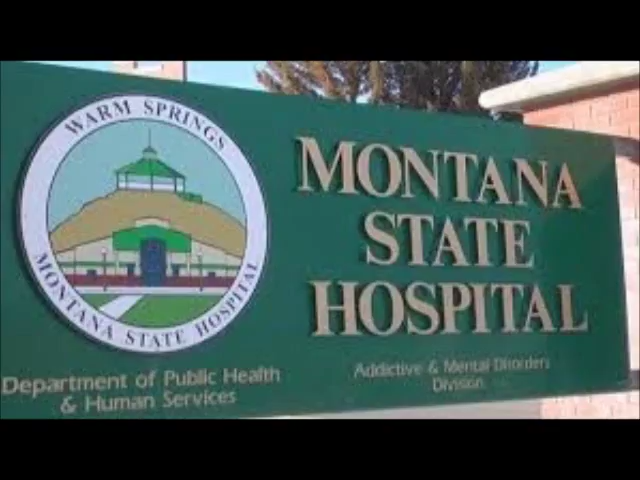 WARM SPRINGS
MONTANA STATE HOSPITAL
MONTANA
STATE
HOSPITAL
Department of Public Health
& Human Services
Addictive & Mental Disorders
Division